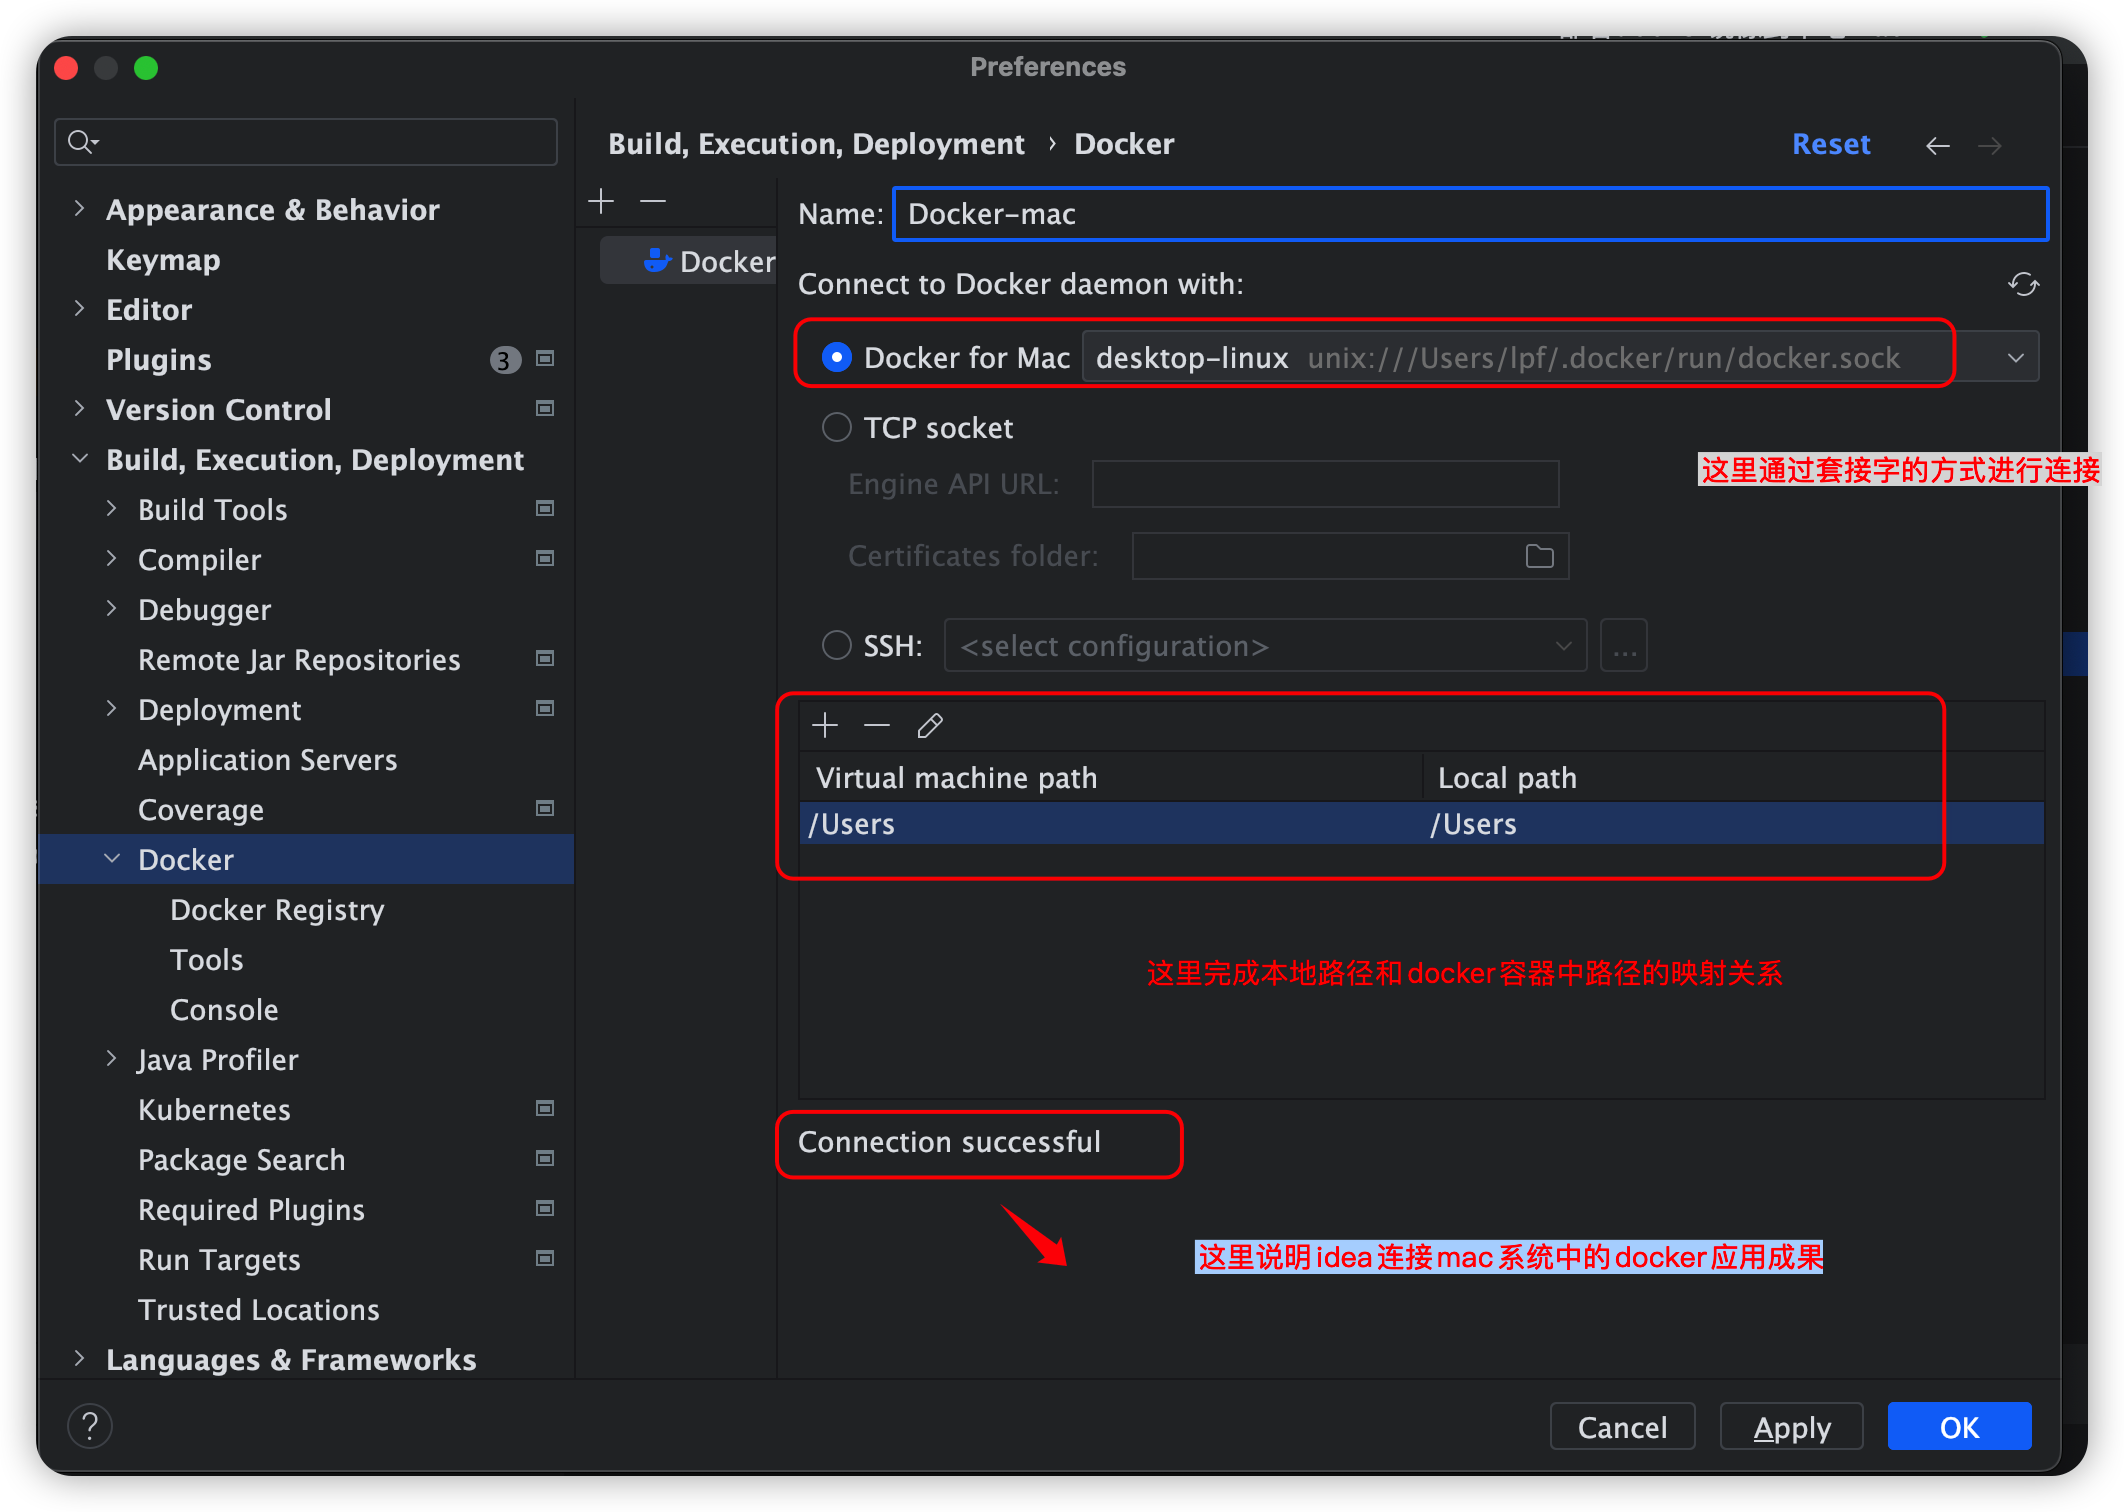 Preferences
Build, Execution, Deployment › Docker
Reset
Appearance & Behavior
Keymap
Editor
Plugins 3
Version Control
Build, Execution, Deployment
Build Tools
Compiler
Debugger
Remote Jar Repositories
Deployment
Application Servers
Coverage
Docker
Docker Registry
Tools
Console
Java Profiler
Kubernetes
Package Search
Required Plugins
Run Targets
Trusted Locations
Languages & Frameworks
Docker
Name: Docker-mac
Connect to Docker daemon with:
Docker for Mac desktop-linux unix:///Users/lpf/.docker/run/docker.sock
TCP socket
这里通过套接字的方式进行连接
Engine API URL:
Certificates folder:
SSH: <select configuration> ...
Virtual machine path Local path
/Users /Users
这里完成本地路径和docker容器中路径的映射关系
Connection successful
这里说明idea连接mac系统中的docker应用成果
?
Cancel Apply OK